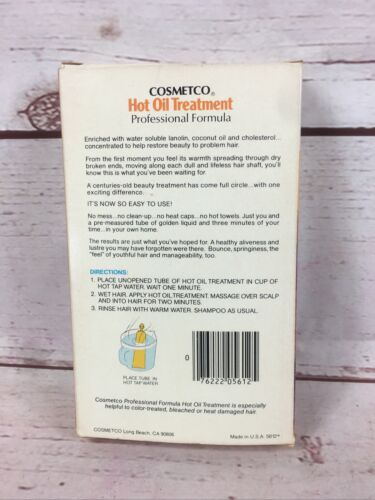 COSMETCO®
Hot Oil Treatment
Professional Formula
Enriched with water soluble lanolin, coconut oil and cholesterol...
concentrated to help restore beauty to problem hair.
From the first moment you feel its warmth spreading through dry
broken ends, moving along each dull and lifeless hair shaft, you'll
know this is what you've been waiting for.
A centuries-old beauty treatment has come full circle...with one
exciting difference.
IT'S NOW SO EASY TO USE!
No mess...no clean-up...no heat caps...no hot towels. Just you and
a pre-measured tube of golden liquid and three minutes of your
time...in your own home.
The results are just what you've hoped for. A healthy aliveness and
lustre you may have forgotten were there. Bounce, springiness, the
"feel" of youthful hair and manageability, too.
DIRECTIONS:
1. PLACE UNOPENED TUBE OF HOT OIL TREATMENT IN CUP OF
HOT TAP WATER. WAIT ONE MINUTE.
2. WET HAIR. APPLY HOT OIL TREATMENT. MASSAGE OVER SCALP
AND INTO HAIR FOR TWO MINUTES.
3. RINSE HAIR WITH WARM WATER. SHAMPOO AS USUAL.
PLACE TUBE IN
HOT TAP WATER
0
76222 05612
Cosmetco Professional Formula Hot Oil Treatment is especially
helpful to color-treated, bleached or heat damaged hair.
COSMETCO Long Beach, CA 90806
Made in U.S.A. 5612